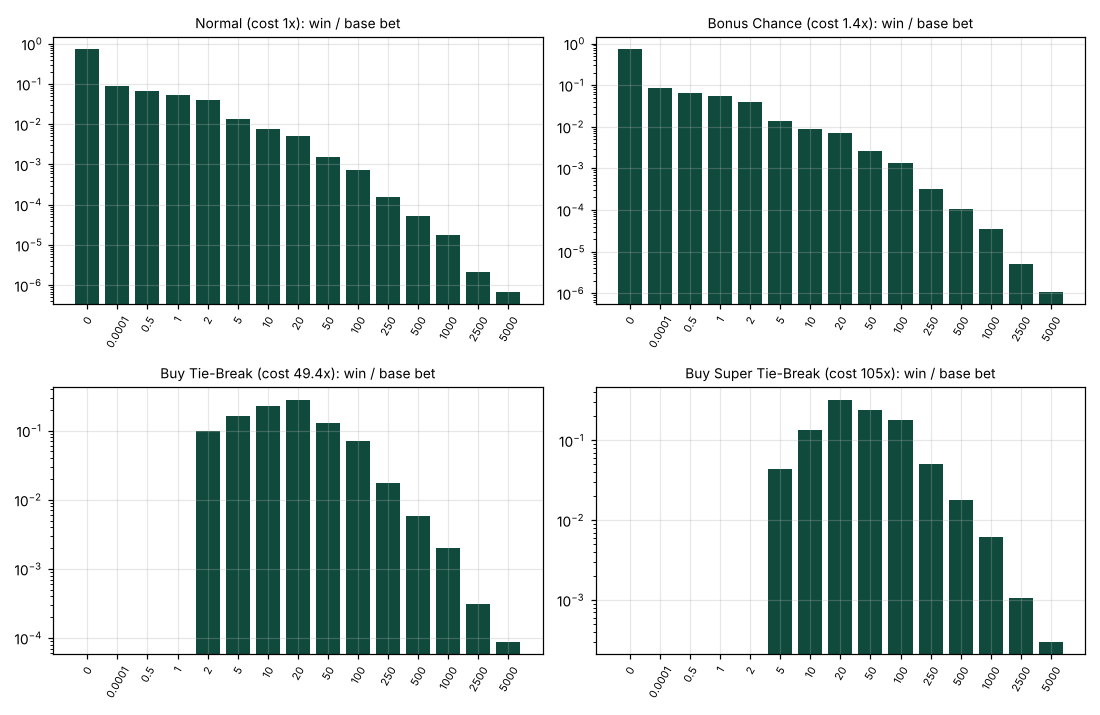 Normal (cost 1x): win / base bet
10⁰
10⁻¹
10⁻²
10⁻³
10⁻⁴
10⁻⁵
10⁻⁶
0 0.0001 0.5 1 2 5 10 20 50 100 250 500 1000 2500 5000
Bonus Chance (cost 1.4x): win / base bet
10⁰
10⁻¹
10⁻²
10⁻³
10⁻⁴
10⁻⁵
10⁻⁶
0 0.0001 0.5 1 2 5 10 20 50 100 250 500 1000 2500 5000
Buy Tie-Break (cost 49.4x): win / base bet
10⁻¹
10⁻²
10⁻³
10⁻⁴
0 0.0001 0.5 1 2 5 10 20 50 100 250 500 1000 2500 5000
Buy Super Tie-Break (cost 105x): win / base bet
10⁻¹
10⁻²
10⁻³
0 0.0001 0.5 1 2 5 10 20 50 100 250 500 1000 2500 5000